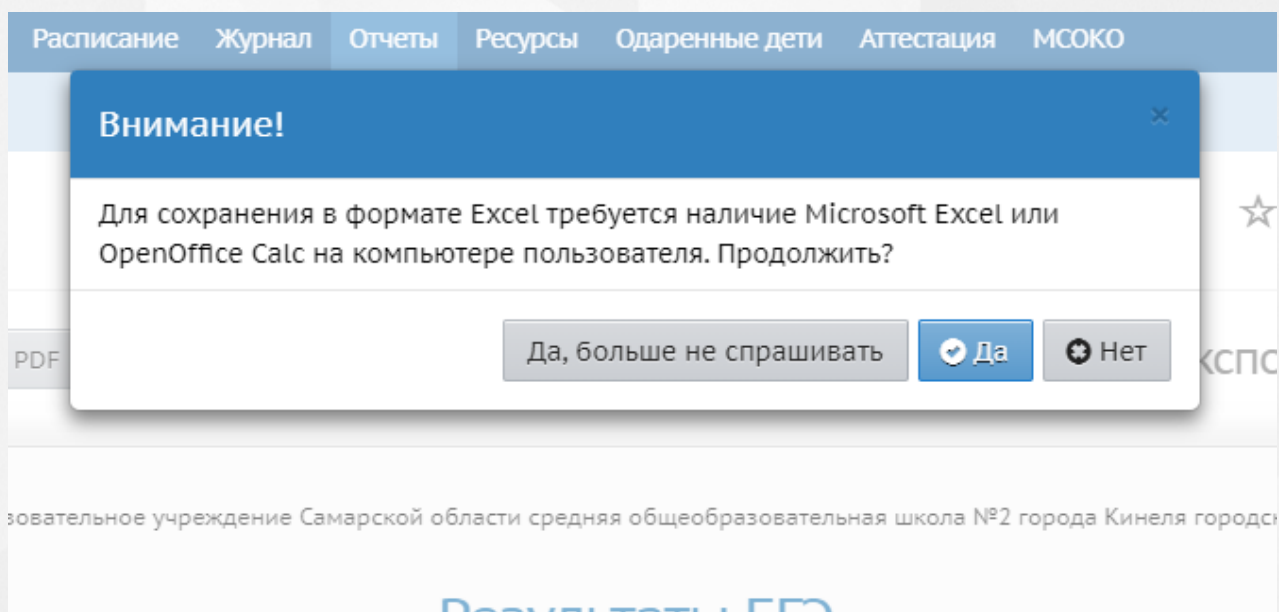 Расписание Журнал Отчеты Ресурсы Одаренные дети Аттестация МСОКО
Внимание!
Для сохранения в формате Excel требуется наличие Microsoft Excel или
OpenOffice Calc на компьютере пользователя. Продолжить?
Да, больше не спрашивать Да Нет
PDF
учреждение Самарской области средняя общеобразовательная школа №2 города Кинеля
Результаты ЕГЭ